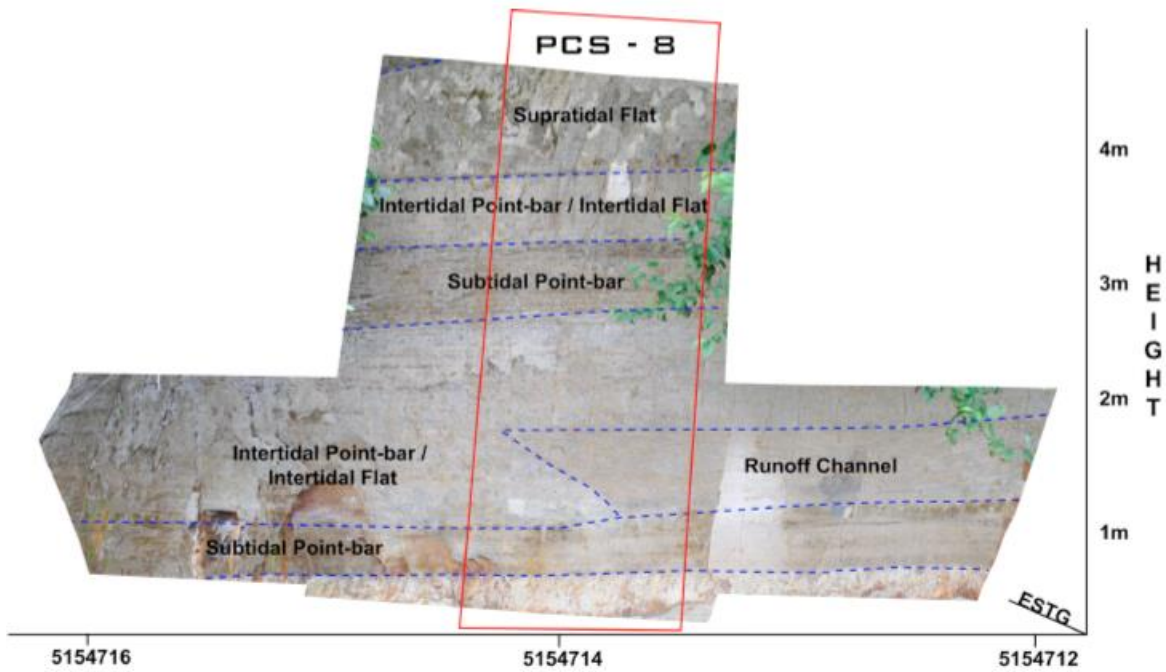 PCS - 8
Supratidal Flat
4m
Intertidal Point-bar / Intertidal Flat
Subtidal Point-bar
3m
HEIGHT
2m
Intertidal Point-bar /
Intertidal Flat
Runoff Channel
1m
Subtidal Point-bar
ESTG
5154716
5154714
5154712